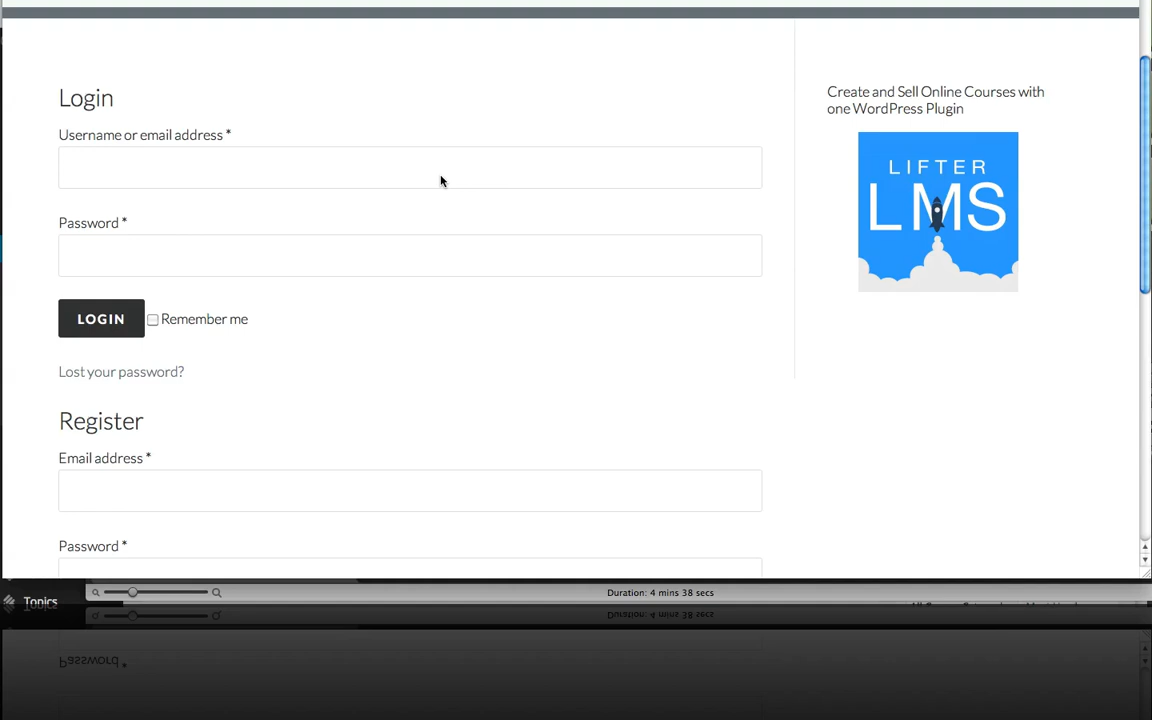 Login
Username or email address *
Password *
LOGIN Remember me
Lost your password?
Register
Email address *
Password *
Create and Sell Online Courses with
one WordPress Plugin
LIFTER
LMS
Topics
Duration: 4 mins 38 secs